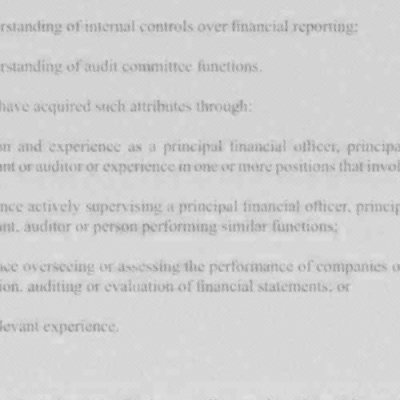 rstanding of internal controls over financial reporting;
rstanding of audit committee functions.
have acquired such attributes through:
on and experience as a principal financial officer, principa
nt or auditor or experience in one or more positions that invol
nce actively supervising a principal financial officer, princip
nt, auditor or person performing similar functions;
nce overseeing or assessing the performance of companies o
ion, auditing or evaluation of financial statements; or
levant experience.